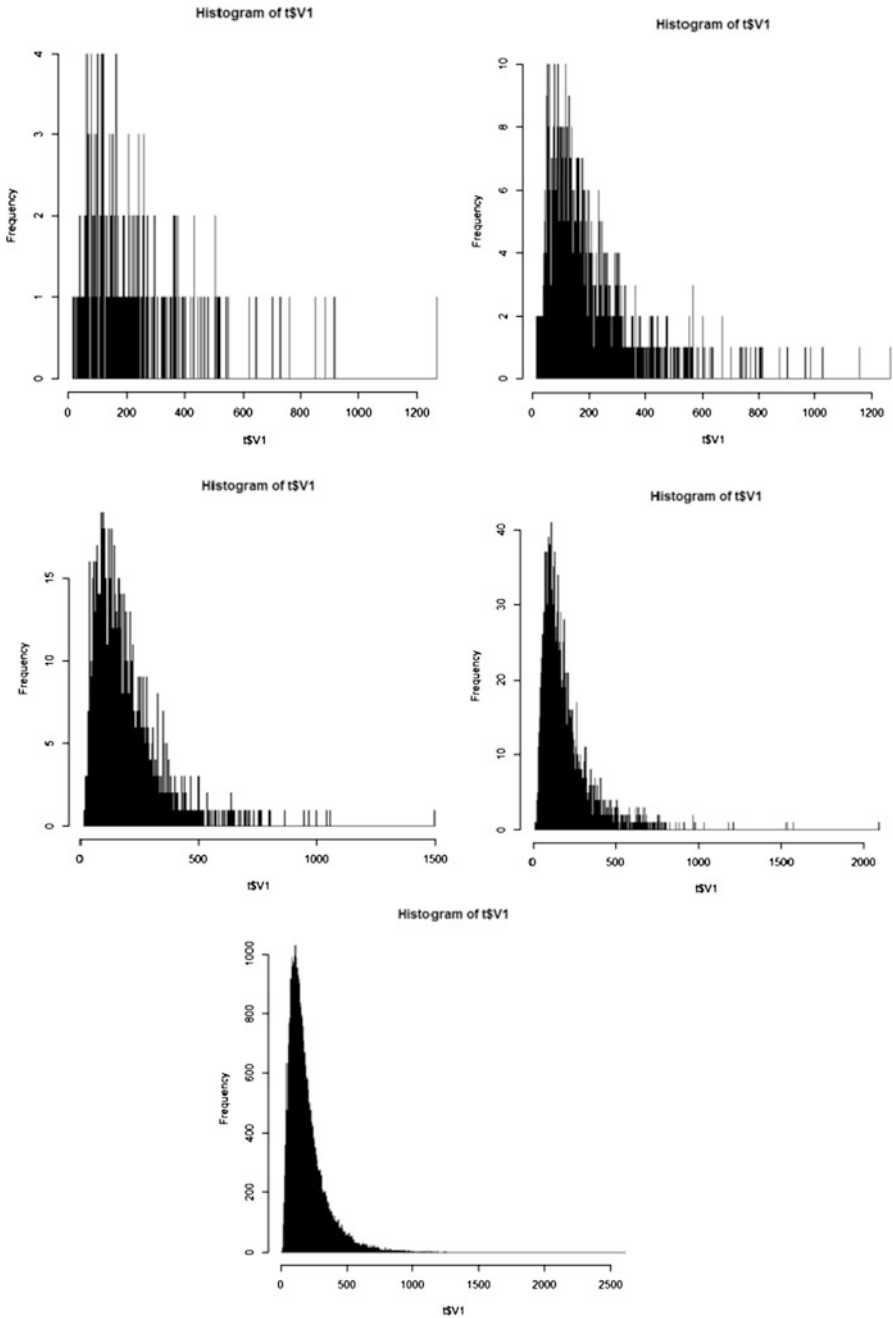 Histogram of t$V1
Frequency
4
3
2
1
0
0 200 400 600 800 1000 1200
t$V1
Histogram of t$V1
Frequency
10
8
6
4
2
0
0 200 400 600 800 1000 1200
t$V1
Histogram of t$V1
Frequency
15
10
5
0
0 500 1000 1500
t$V1
Histogram of t$V1
Frequency
40
30
20
10
0
0 500 1000 1500 2000
t$V1
Histogram of t$V1
Frequency
1000
800
600
400
200
0
0 500 1000 1500 2000 2500
t$V1